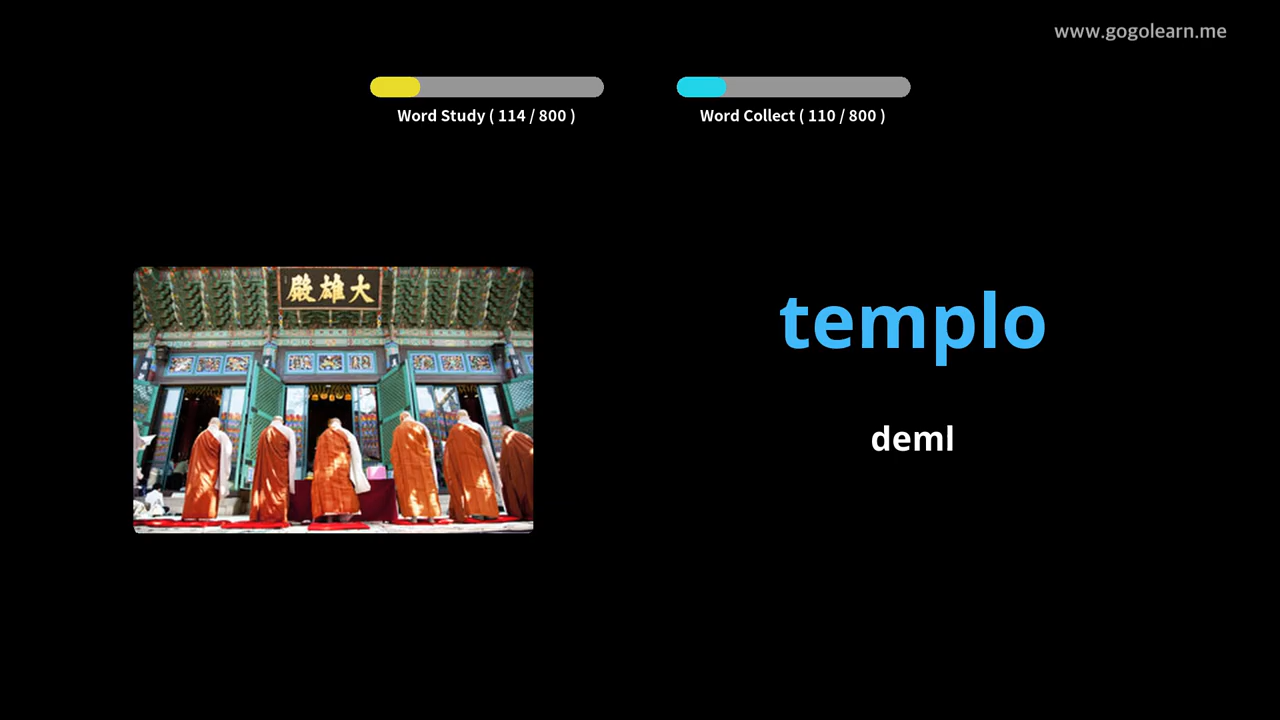 www.gogolearn.me
Word Study ( 114 / 800 )
Word Collect ( 110 / 800 )
殿雄大
templo
deml